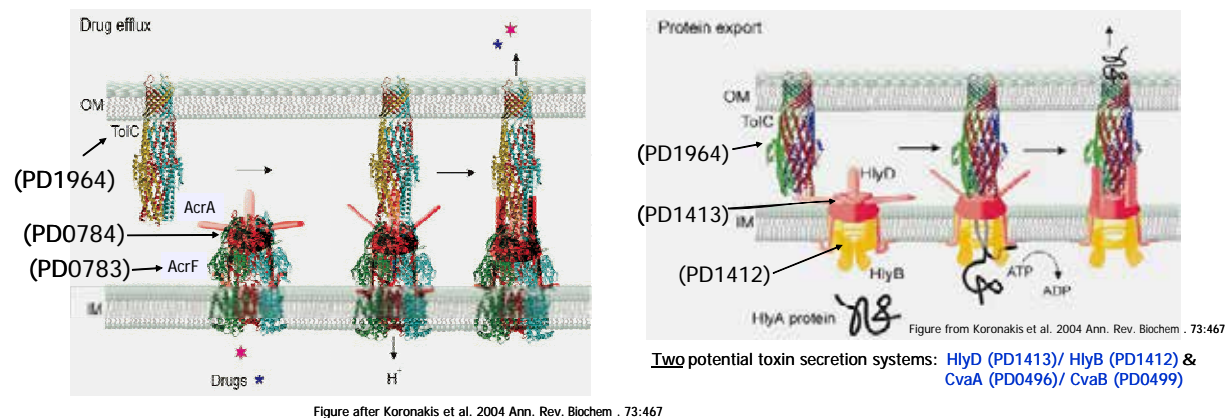 Drug efflux
OM
TolC
(PD1964)
AcrA
(PD0784)
(PD0783)
AcrF
IM
Drugs
H+
Figure after Koronakis et al. 2004 Ann. Rev. Biochem . 73:467
Protein export
OM
TolC
(PD1964)
HlyD
(PD1413)
IM
(PD1412)
HlyB
ATP
ADP
HlyA protein
Figure from Koronakis et al. 2004 Ann. Rev. Biochem . 73:467
Two potential toxin secretion systems: HlyD (PD1413)/ HlyB (PD1412) &
CvaA (PD0496)/ CvaB (PD0499)